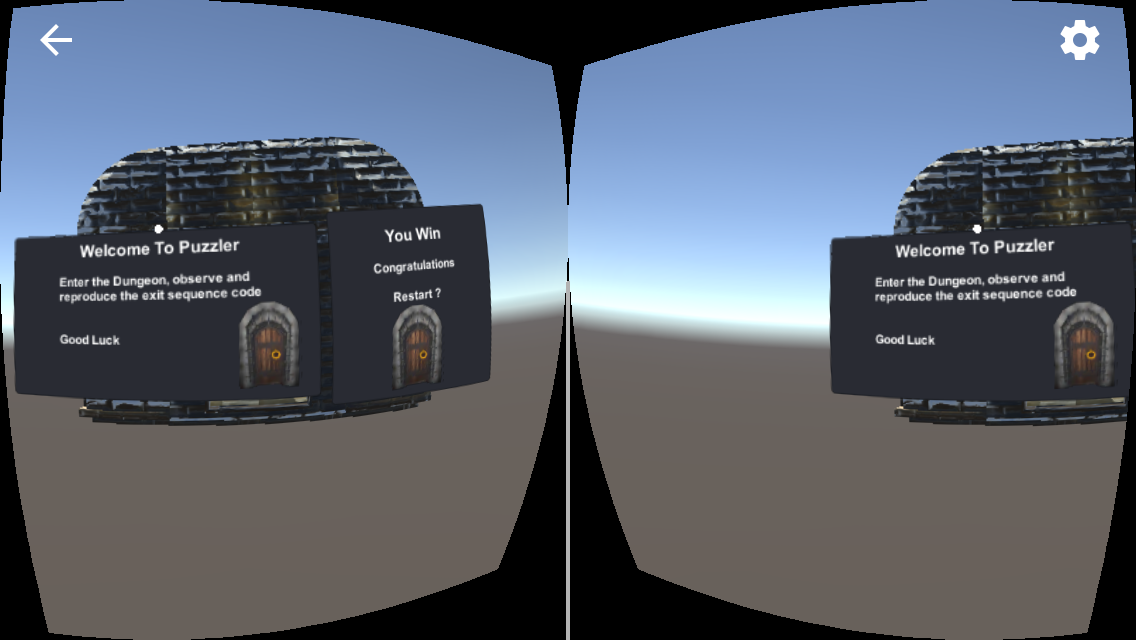 Welcome To Puzzler
Enter the Dungeon, observe and
reproduce the exit sequence code
Good Luck
You Win
Congratulations
Restart ?
Welcome To Puzzler
Enter the Dungeon, observe and
reproduce the exit sequence code
Good Luck